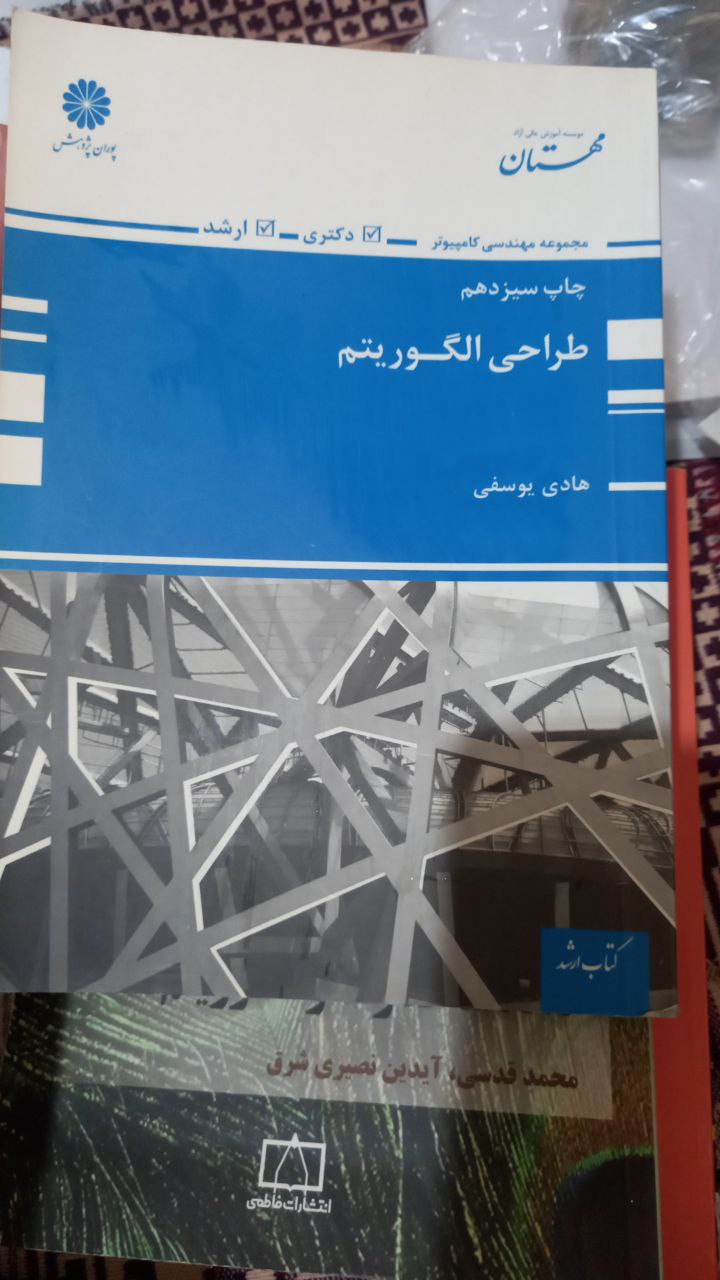 موسسه آموزش عالی آزاد
مهستان
پوران پژوهش
مجموعه مهندسی کامپیوتر دکتری ارشد
چاپ سیزدهم
طراحی الگوریتم
هادی یوسفی
کتاب ارشد
محمد قدسی، آیدین نصیری شرق
انتشارات فاطمی